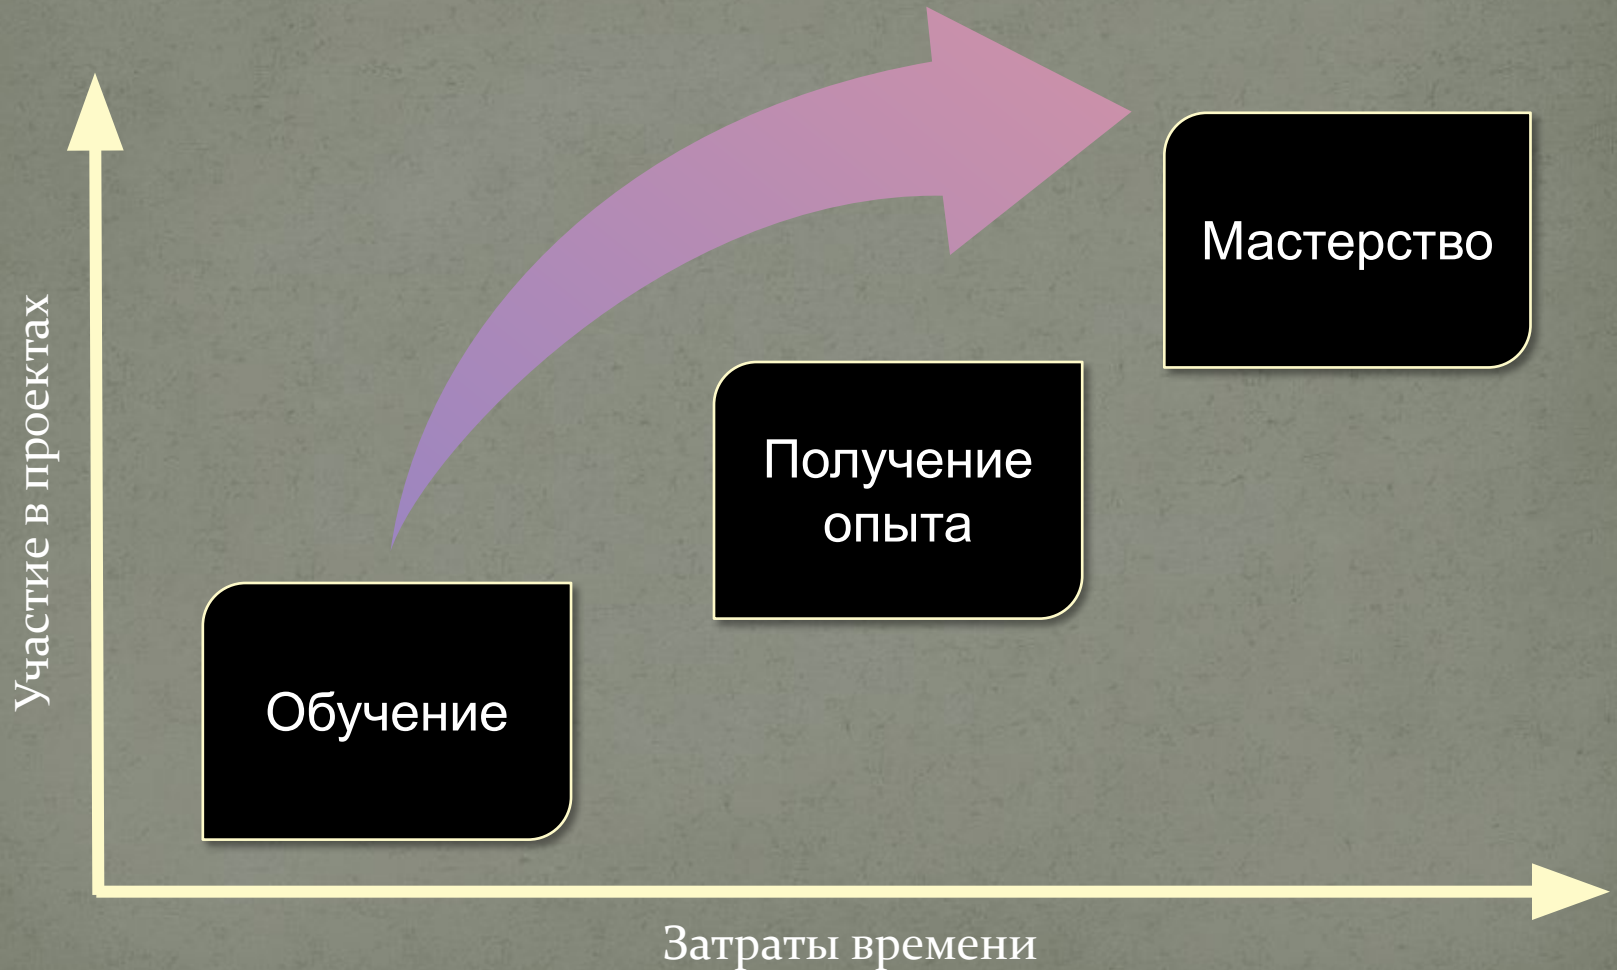 Участие в проектах
Мастерство
Получение
опыта
Обучение
Затраты времени